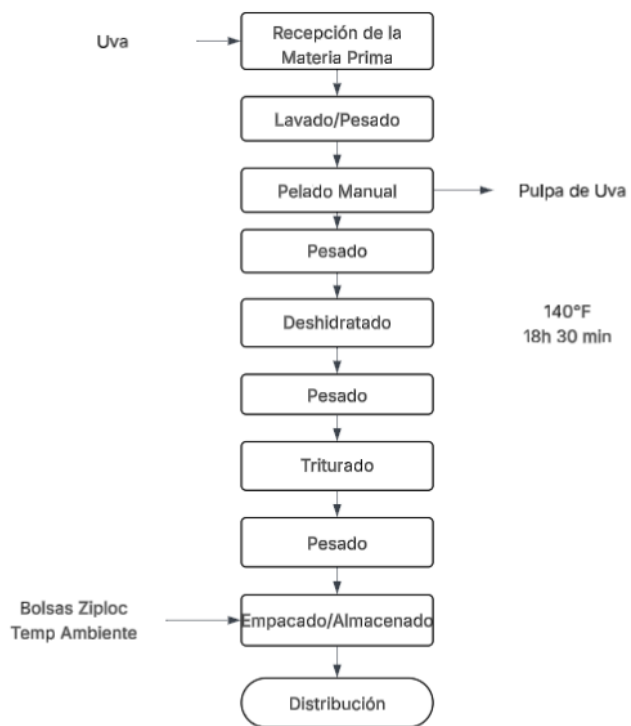 Uva
Recepción de la
Materia Prima
Lavado/Pesado
Pelado Manual
Pulpa de Uva
Pesado
Deshidratado
140°F
18h 30 min
Pesado
Triturado
Pesado
Bolsas Ziploc
Temp Ambiente
Empacado/Almacenado
Distribución